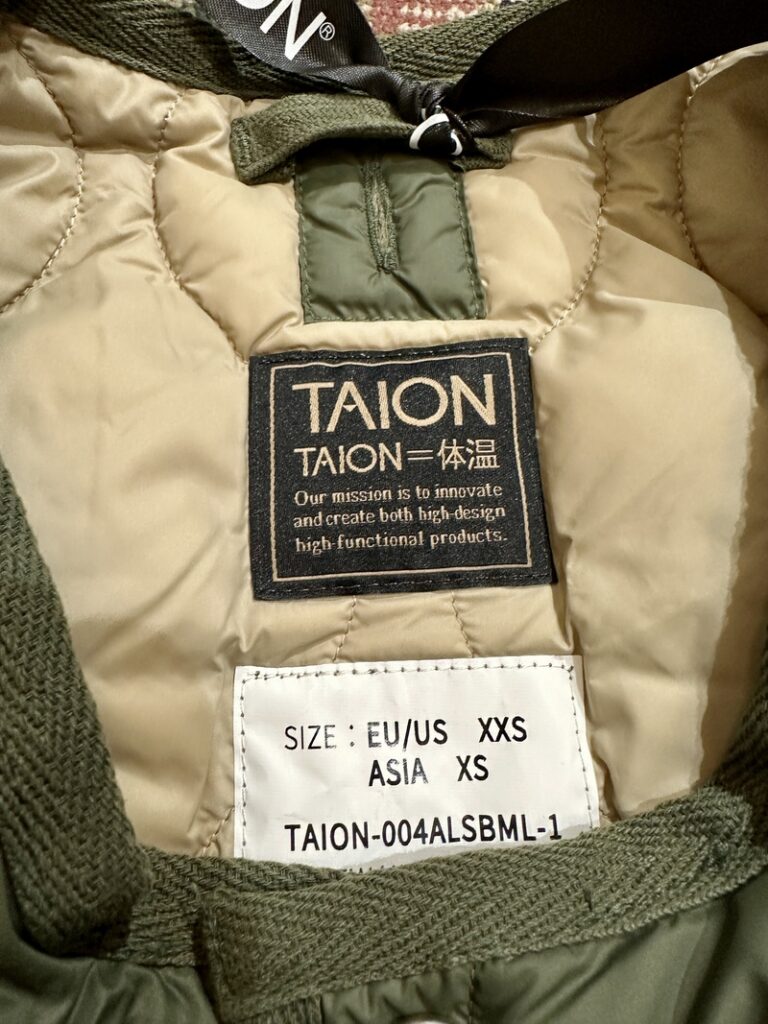 ION®
TAION
TAION=体温
Our mission is to innovate
and create both high-design
high-functional products.
SIZE : EU/US XXS
ASIA XS
TAION-004ALSBML-1